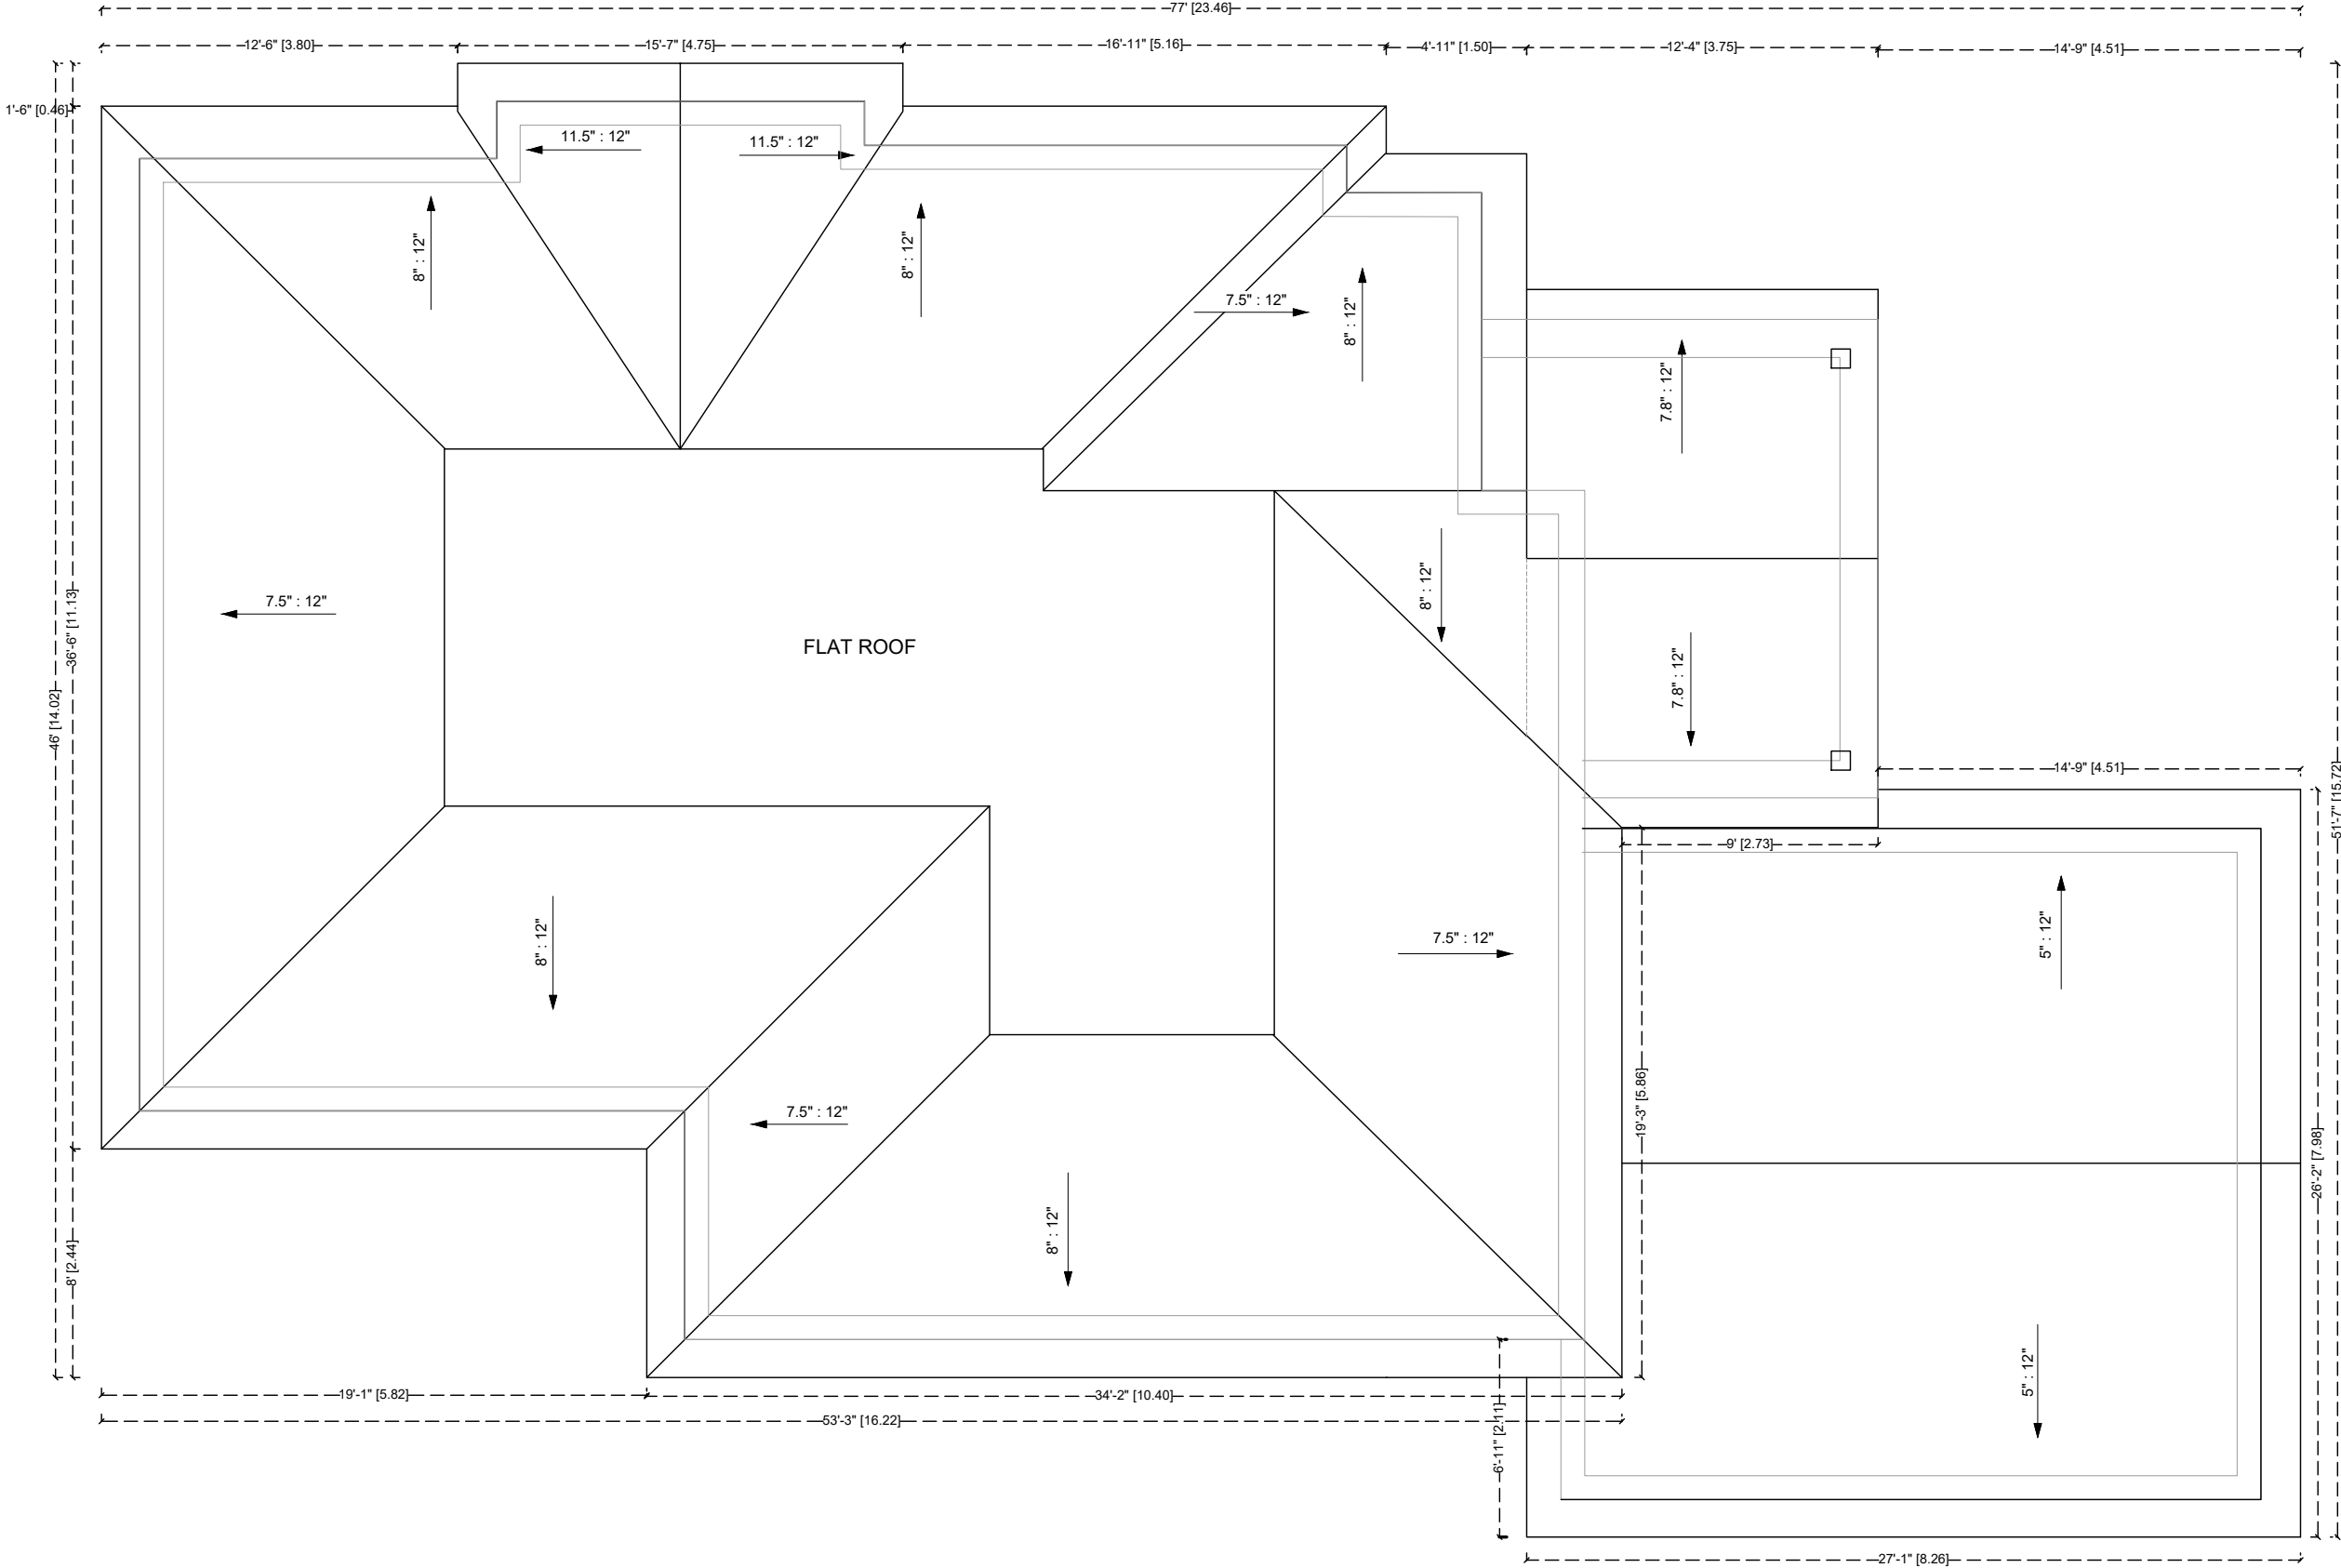 77' [23.46]
12'-6" [3.80]
15'-7" [4.75]
16'-11" [5.16]
4'-11" [1.50]
12'-4" [3.75]
14'-9" [4.51]
1'-6" [0.46]
11.5" : 12"
11.5" : 12"
8" : 12"
8" : 12"
7.5" : 12"
8" : 12"
7.8" : 12"
7.5" : 12"
36'-6" [11.13]
46' [14.02]
FLAT ROOF
8" : 12"
7.8" : 12"
14'-9" [4.51]
51'-7" [15.72]
9' [2.73]
8" : 12"
7.5" : 12"
5" : 12"
7.5" : 12"
19'-3" [5.86]
26'-2" [7.98]
8' [2.44]
8" : 12"
5" : 12"
19'-1" [5.82]
34'-2" [10.40]
53'-3" [16.22]
6'-11" [2.11]
27'-1" [8.26]